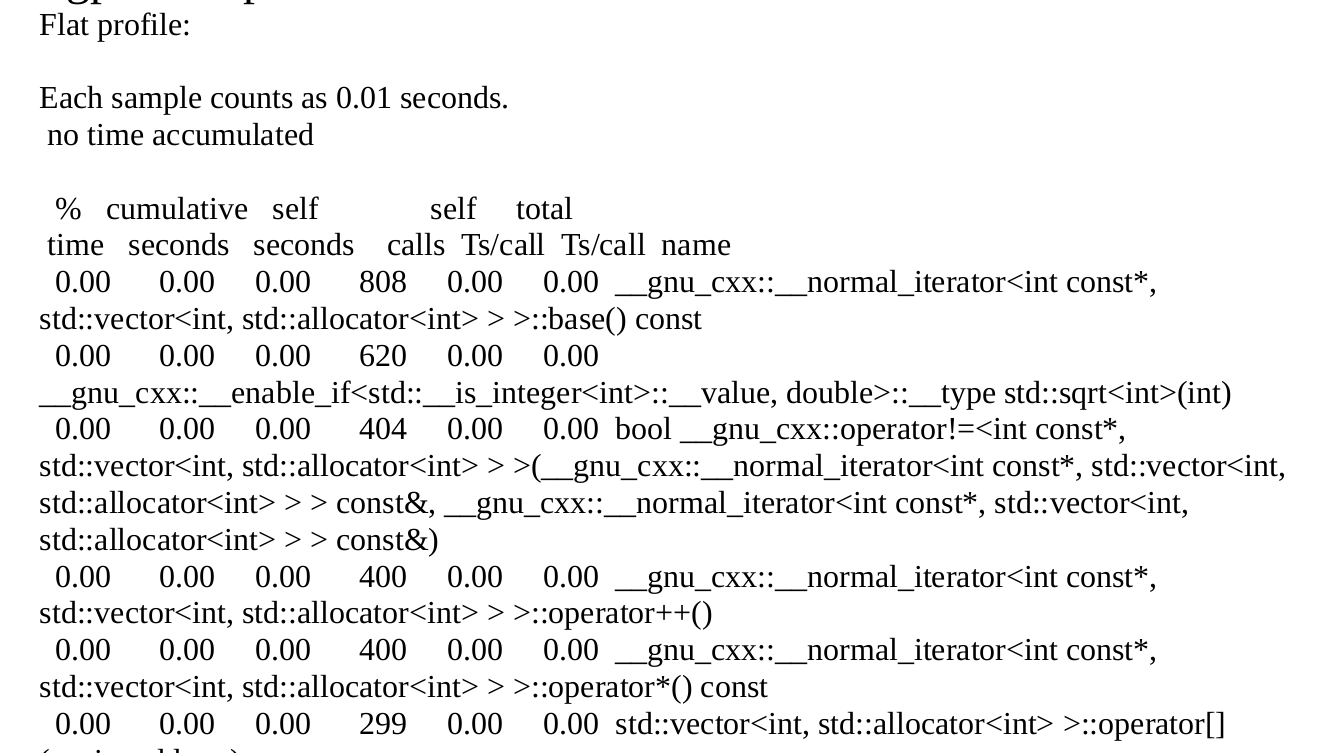 Flat profile:
Each sample counts as 0.01 seconds.
no time accumulated
% cumulative self self total
time seconds seconds calls Ts/call Ts/call name
0.00 0.00 0.00 808 0.00 0.00 __gnu_cxx::__normal_iterator<int const*,
std::vector<int, std::allocator<int> > >::base() const
0.00 0.00 0.00 620 0.00 0.00
__gnu_cxx::__enable_if<std::__is_integer<int>::__value, double>::__type std::sqrt<int>(int)
0.00 0.00 0.00 404 0.00 0.00 bool __gnu_cxx::operator!=<int const*,
std::vector<int, std::allocator<int> > >(__gnu_cxx::__normal_iterator<int const*, std::vector<int,
std::allocator<int> > > const&, __gnu_cxx::__normal_iterator<int const*, std::vector<int,
std::allocator<int> > > const&)
0.00 0.00 0.00 400 0.00 0.00 __gnu_cxx::__normal_iterator<int const*,
std::vector<int, std::allocator<int> > >::operator++()
0.00 0.00 0.00 400 0.00 0.00 __gnu_cxx::__normal_iterator<int const*,
std::vector<int, std::allocator<int> > >::operator*() const
0.00 0.00 0.00 299 0.00 0.00 std::vector<int, std::allocator<int> >::operator[]